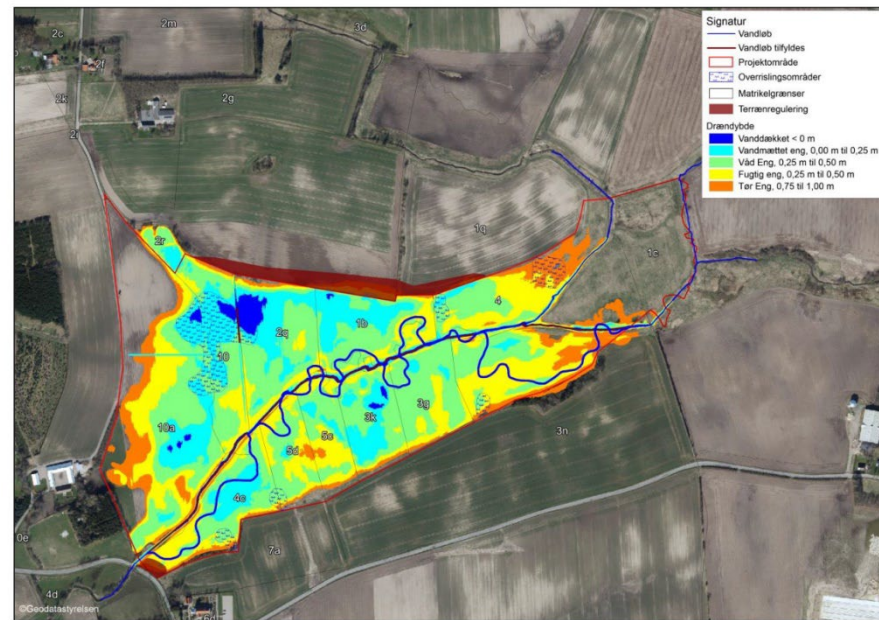 Signatur
Vandløb
Vandløb tilfyldes
Projektområde
Overrislingsområder
Matrikelgrænser
Terrænregulering
Drændybde
Vanddækket < 0 m
Vandmættet eng, 0,00 m til 0,25 m
Våd Eng, 0,25 m til 0,50 m
Fugtig eng, 0,25 m til 0,50 m
Tør Eng, 0,75 til 1,00 m
2c
2m
3d
2f
2k
2g
2i
1q
1c
2r
4
2q
1b
10
3k
3g
10a
5c
5d
3n
4c
0e
7a
4d
©Geodatastyrelsen